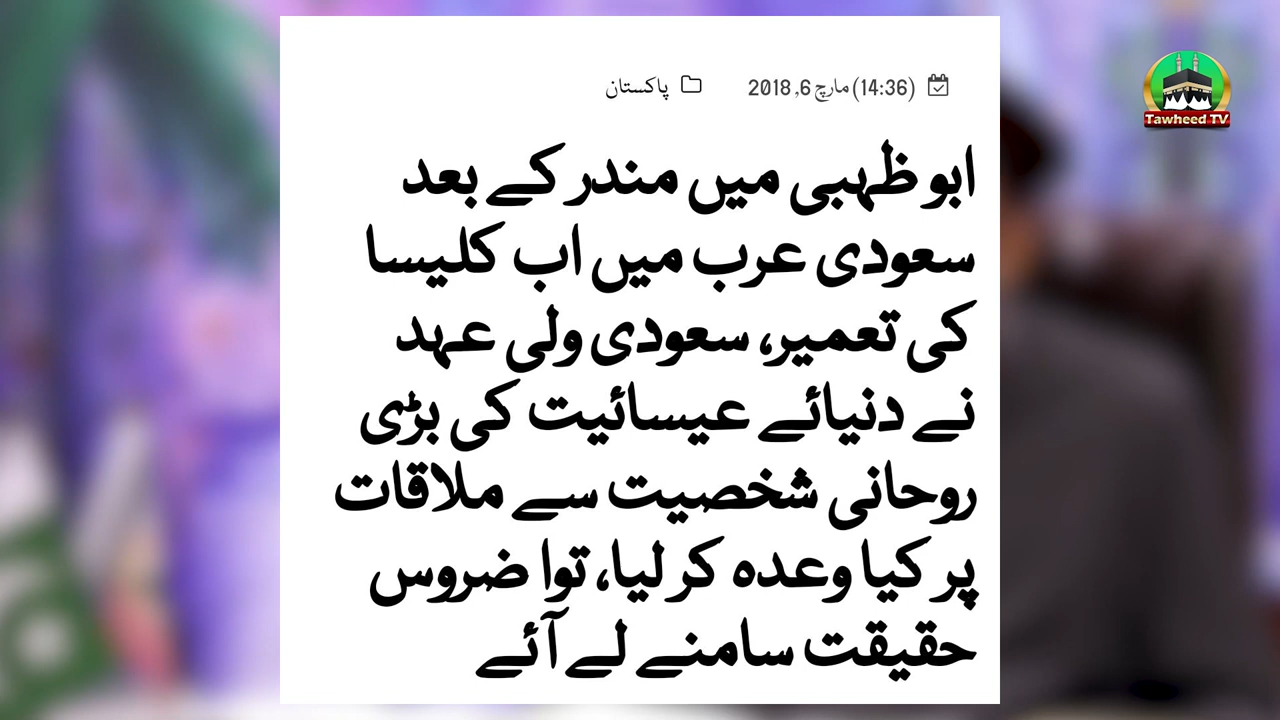 (14:36) مارچ 6, 2018 پاکستان
Tawheed TV
ابو ظہبی میں مندر کے بعد
سعودی عرب میں اب کلیسا
کی تعمیر، سعودی ولی عہد
نے دنیائے عیسائیت کی بڑی
روحانی شخصیت سے ملاقات
پر کیا وعدہ کر لیا، توا ضروس
حقیقت سامنے لے آئے